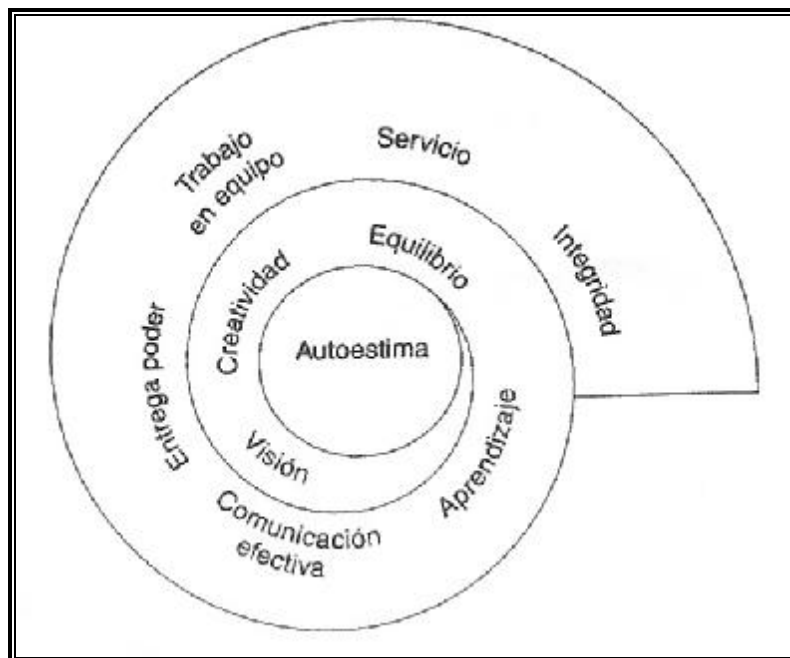 Autoestima
Equilibrio
Creatividad
Visión
Aprendizaje
Comunicación
efectiva
Entrega poder
Trabajo
en equipo
Servicio
Integridad